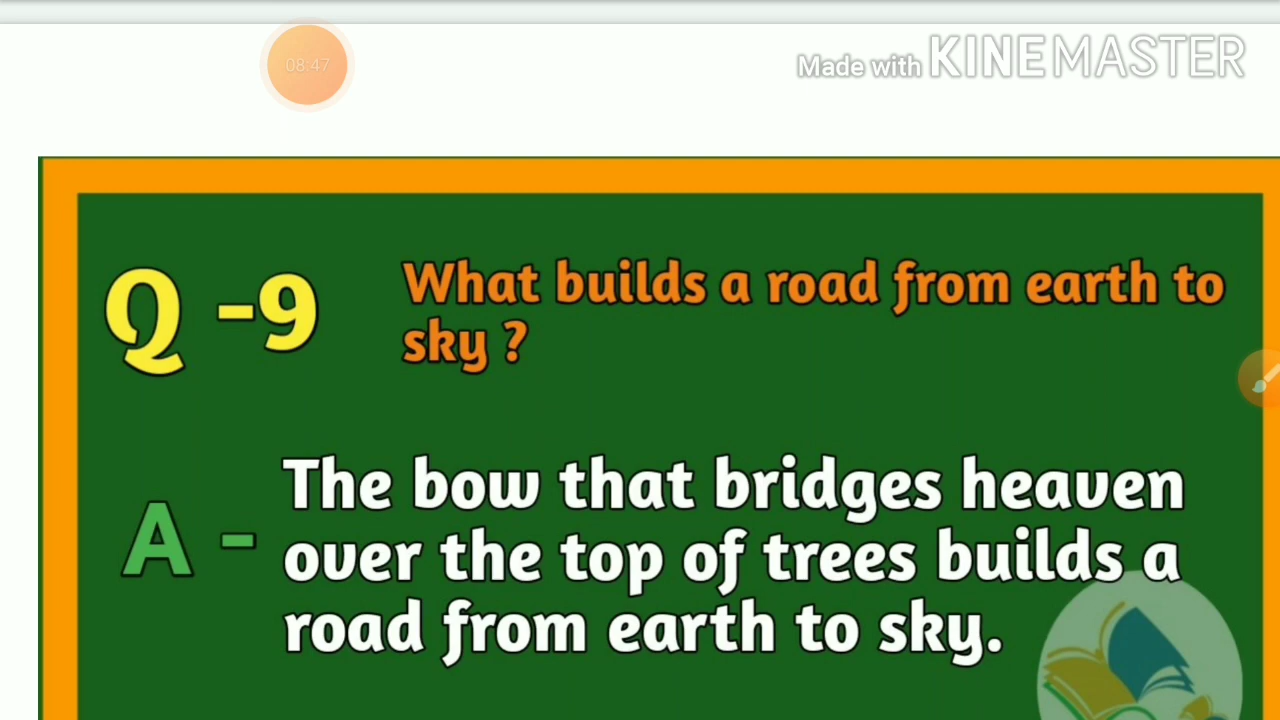 08:47
Made with KINEMASTER
Q -9
What builds a road from earth to
sky ?
A -
The bow that bridges heaven
over the top of trees builds a
road from earth to sky.